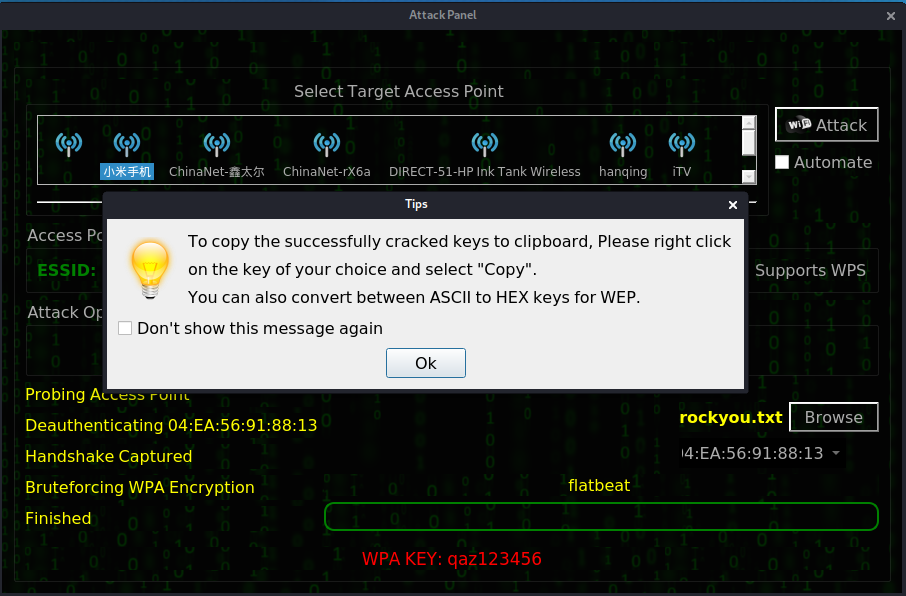 Attack Panel
Select Target Access Point
小米手机
ChinaNet-鑫太尔
ChinaNet-rX6a
DIRECT-51-HP Ink Tank Wireless
hanqing
iTV
WiFi Attack
Automate
Tips
To copy the successfully cracked keys to clipboard, Please right click
on the key of your choice and select "Copy".
You can also convert between ASCII to HEX keys for WEP.
Don't show this message again
Ok
Access
ESSID:
Supports WPS
Attack
Probing Access Point
Deauthenticating 04:EA:56:91:88:13
Handshake Captured
Bruteforcing WPA Encryption
Finished
rockyou.txt
Browse
04:EA:56:91:88:13
flatbeat
WPA KEY: qaz123456